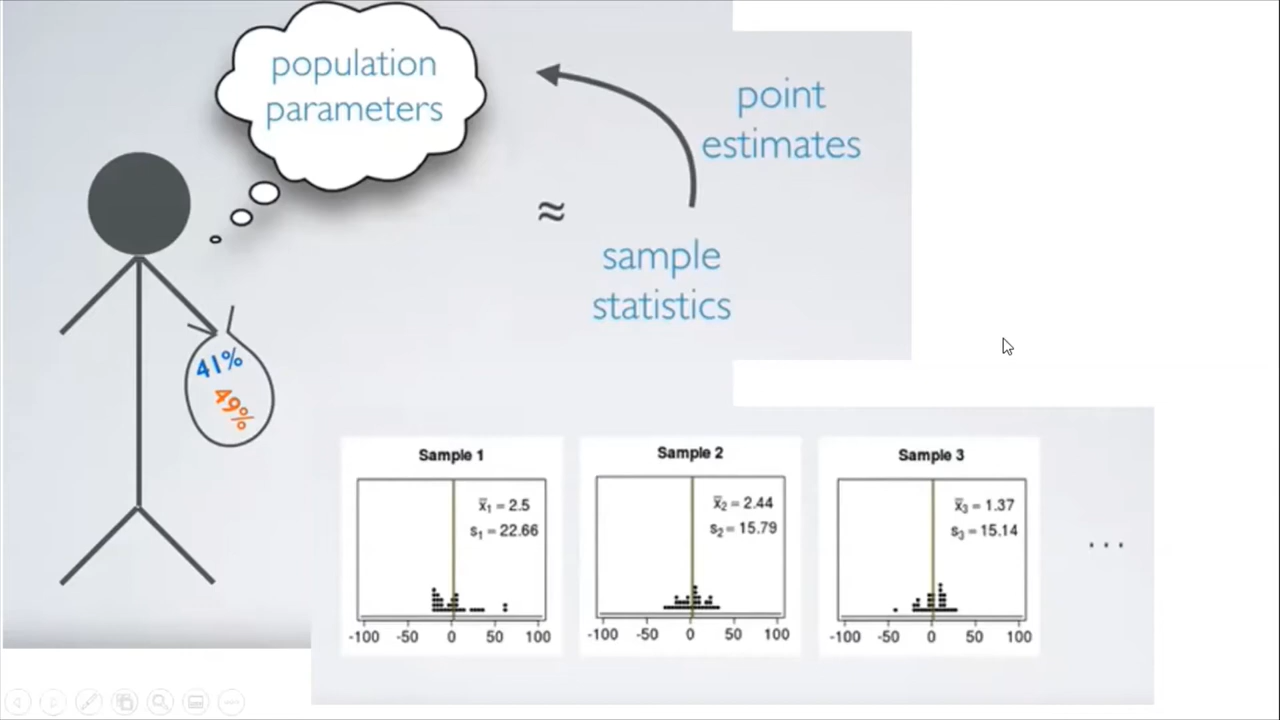 population
parameters
point
estimates
≈
sample
statistics
41%
49%
Sample 1
x̄₁ = 2.5
s₁ = 22.66
-100 -50 0 50 100
Sample 2
x̄₂ = 2.44
s₂ = 15.79
-100 -50 0 50 100
Sample 3
x̄₃ = 1.37
s₃ = 15.14
-100 -50 0 50 100
...